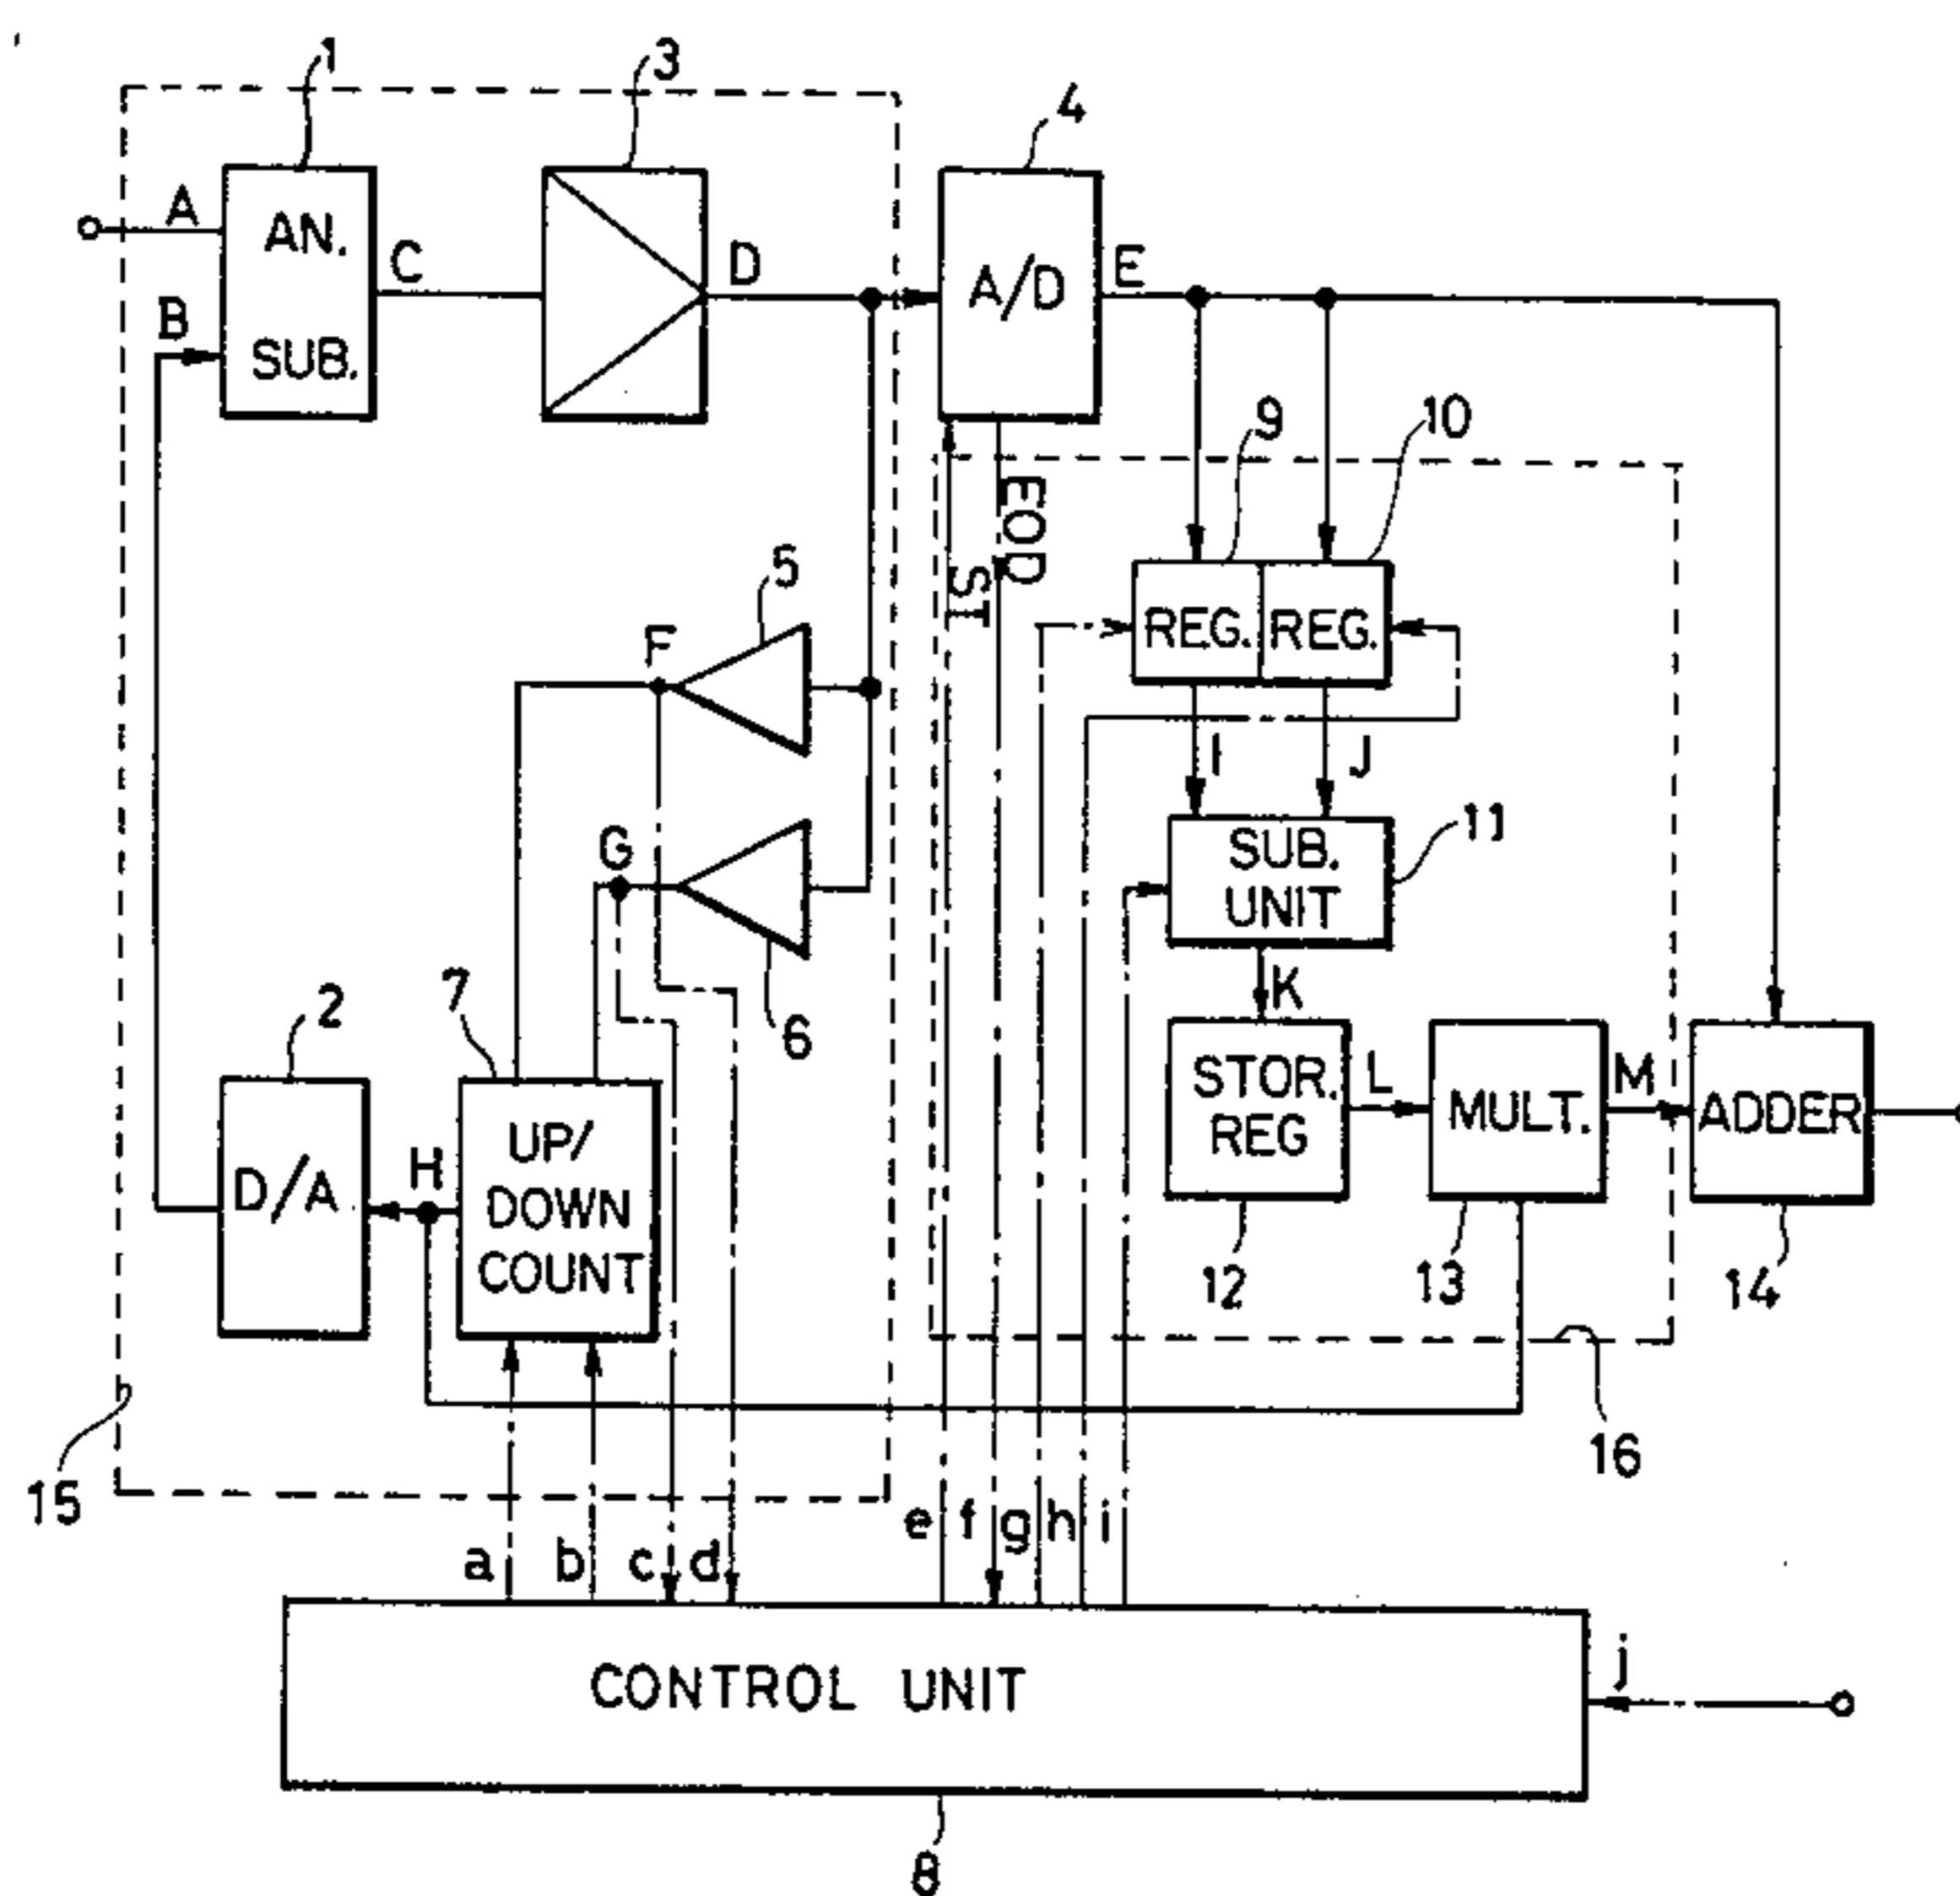 1
3
4
A
AN.
SUB.
B
C
D
A/D
E
9
10
EOD
ST
5
F
REG.
REG.
I
J
G
SUB.
UNIT
11
6
K
7
2
STOR.
REG
L
MULT.
M
ADDER
UP/
DOWN
COUNT
H
D/A
12
13
14
15
16
a
b
c
d
e
f
g
h
i
CONTROL UNIT
j
8